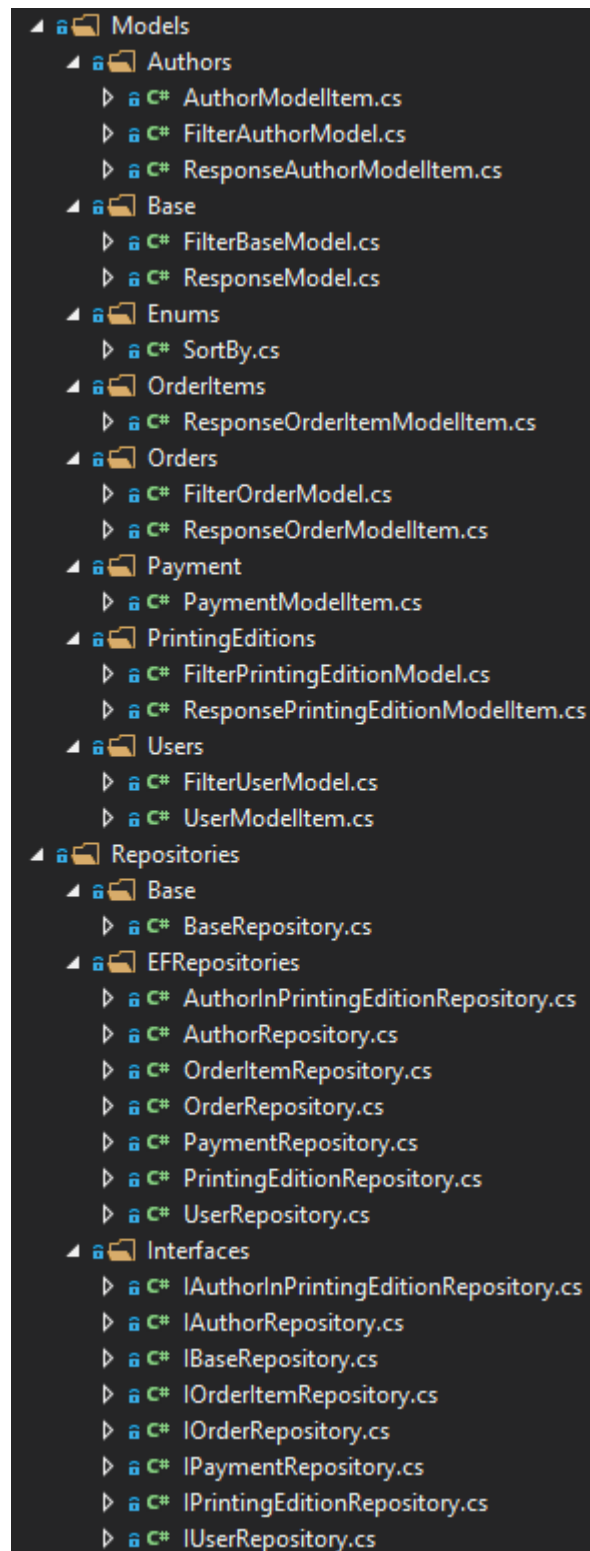 Models
Authors
C# AuthorModelItem.cs
C# FilterAuthorModel.cs
C# ResponseAuthorModelItem.cs
Base
C# FilterBaseModel.cs
C# ResponseModel.cs
Enums
C# SortBy.cs
OrderItems
C# ResponseOrderItemModelItem.cs
Orders
C# FilterOrderModel.cs
C# ResponseOrderModelItem.cs
Payment
C# PaymentModelItem.cs
PrintingEditions
C# FilterPrintingEditionModel.cs
C# ResponsePrintingEditionModelItem.cs
Users
C# FilterUserModel.cs
C# UserModelItem.cs
Repositories
Base
C# BaseRepository.cs
EFRepositories
C# AuthorInPrintingEditionRepository.cs
C# AuthorRepository.cs
C# OrderItemRepository.cs
C# OrderRepository.cs
C# PaymentRepository.cs
C# PrintingEditionRepository.cs
C# UserRepository.cs
Interfaces
C# IAuthorInPrintingEditionRepository.cs
C# IAuthorRepository.cs
C# IBaseRepository.cs
C# IOrderItemRepository.cs
C# IOrderRepository.cs
C# IPaymentRepository.cs
C# IPrintingEditionRepository.cs
C# IUserRepository.cs